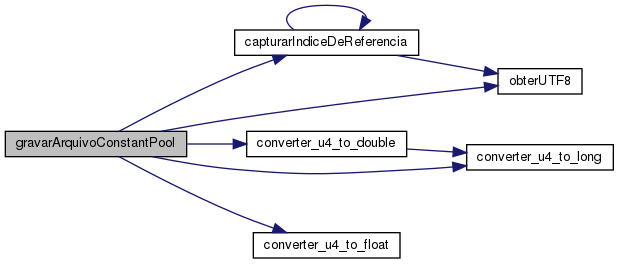 capturarIndiceDeReferencia
obterUTF8
gravarArquivoConstantPool
converter_u4_to_double
converter_u4_to_long
converter_u4_to_float